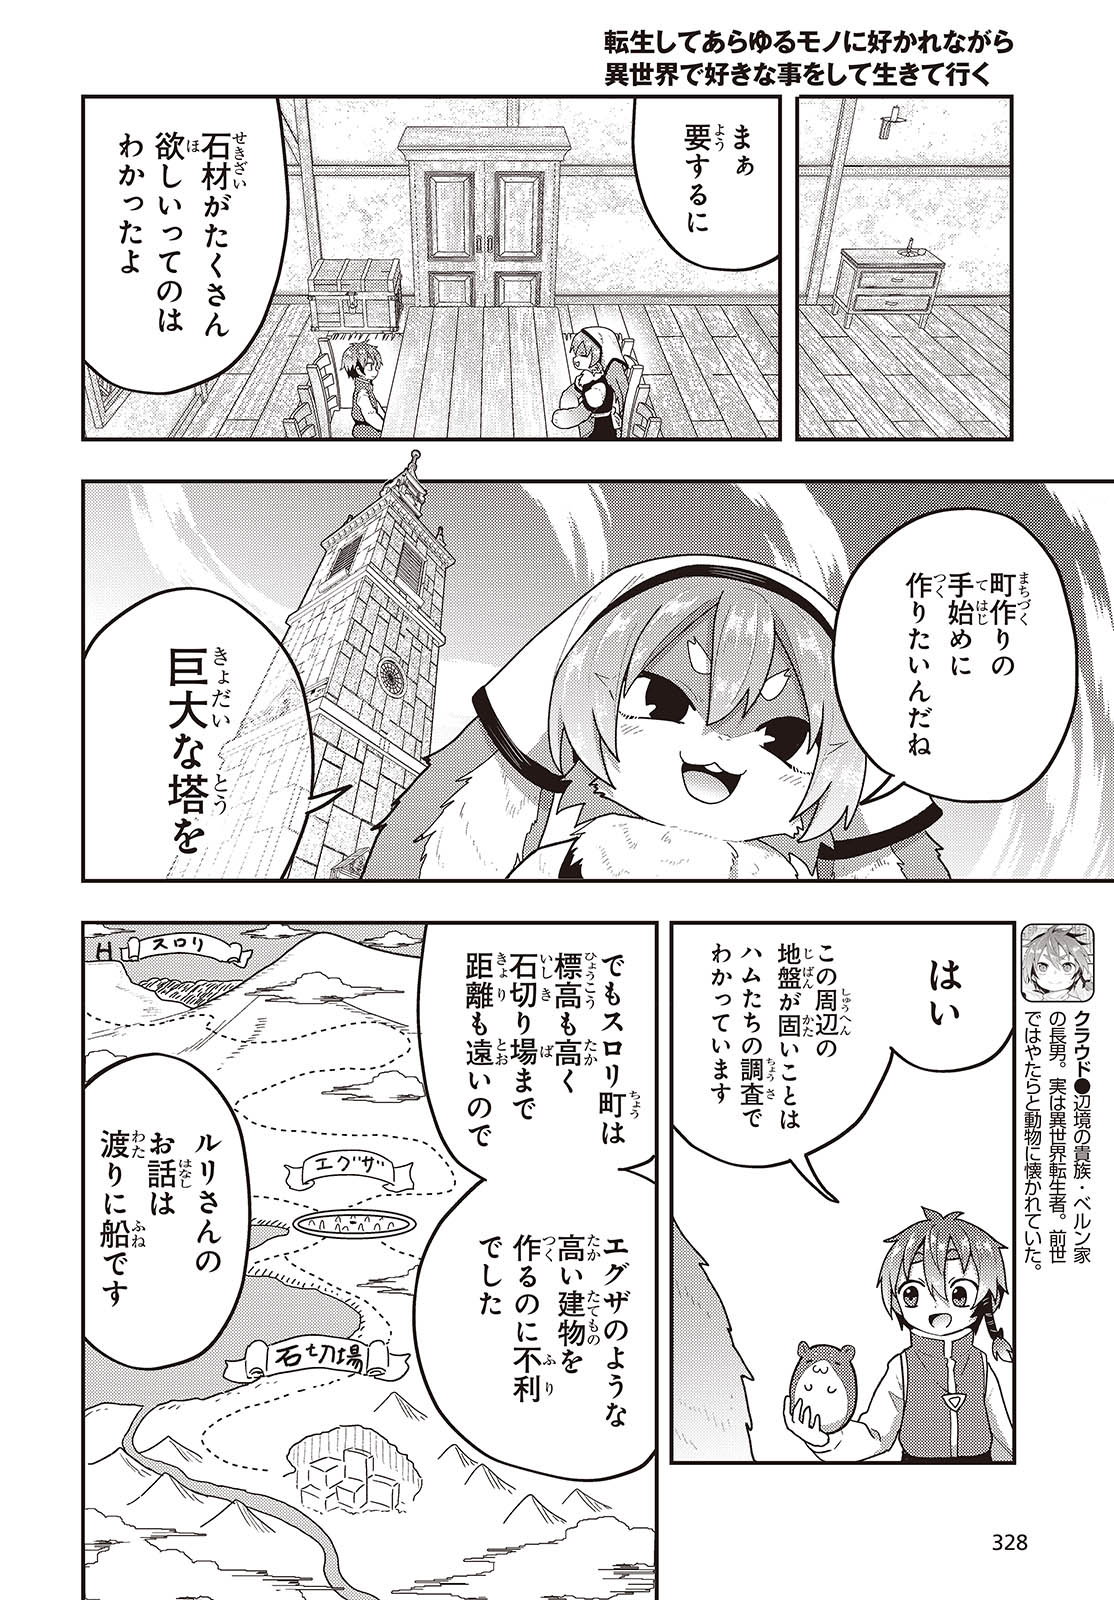 転生してあらゆるモノに好かれながら
異世界で好きな事をして生きて行く
まぁ
要するに
石材がたくさん
欲しいってのは
わかったよ
町作りの
手始めに
作りたいんだね
巨大な塔を
クラウド●辺境の貴族・ベルン家
の長男。実は異世界転生者。前世
ではやたらと動物に懐かれていた。
はい
この周辺の
地盤が固いことは
ハムたちの調査で
わかっています
でもスロリ町は
標高も高く
石切り場まで
距離も遠いので
エグザのような
高い建物を
作るのに不利
でした
スロリ
エグザ
石切場
ルリさんの
お話は
渡りに船です
328